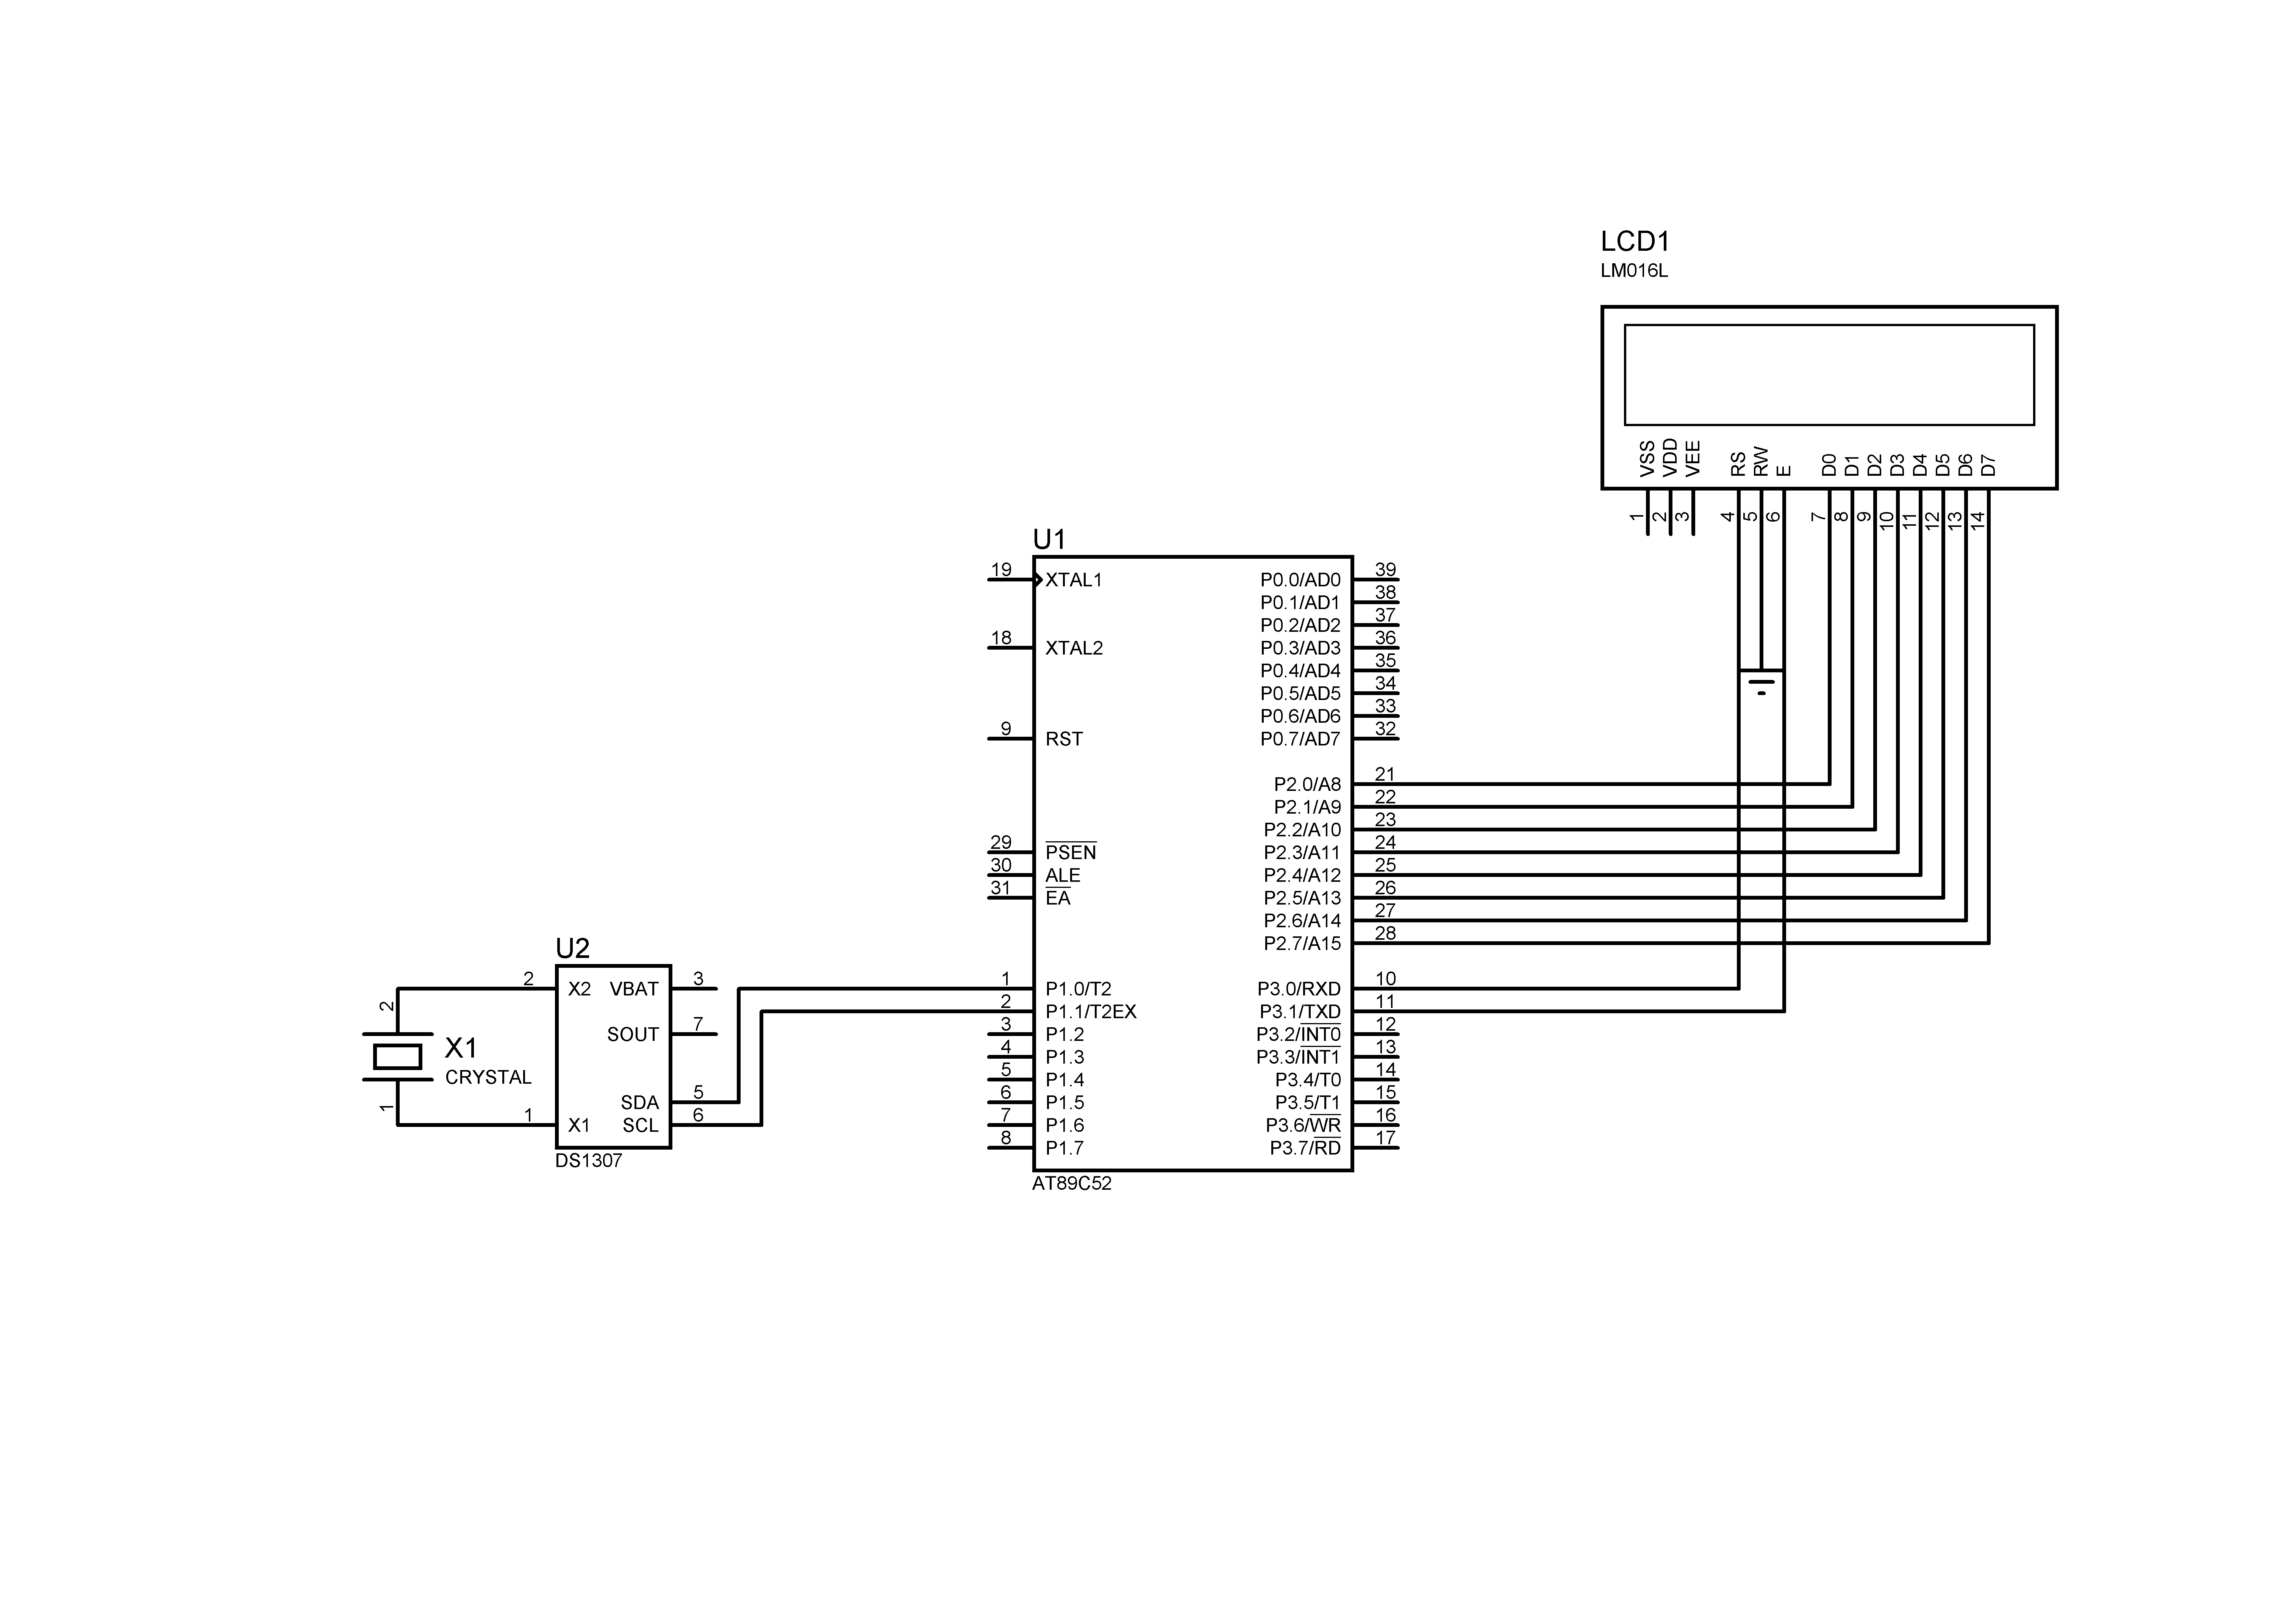 LCD1
LM016L
VSS
VDD
VEE
RS
RW
E
D0
D1
D2
D3
D4
D5
D6
D7
1
2
3
4
5
6
7
8
9
10
11
12
13
14
U1
19 XTAL1
18 XTAL2
9 RST
29 PSEN
30 ALE
31 EA
1 P1.0/T2
2 P1.1/T2EX
3 P1.2
4 P1.3
5 P1.4
6 P1.5
7 P1.6
8 P1.7
P0.0/AD0 39
P0.1/AD1 38
P0.2/AD2 37
P0.3/AD3 36
P0.4/AD4 35
P0.5/AD5 34
P0.6/AD6 33
P0.7/AD7 32
P2.0/A8 21
P2.1/A9 22
P2.2/A10 23
P2.3/A11 24
P2.4/A12 25
P2.5/A13 26
P2.6/A14 27
P2.7/A15 28
P3.0/RXD 10
P3.1/TXD 11
P3.2/INT0 12
P3.3/INT1 13
P3.4/T0 14
P3.5/T1 15
P3.6/WR 16
P3.7/RD 17
AT89C52
U2
2 X2 VBAT 3
SOUT 7
SDA 5
1 X1 SCL 6
DS1307
2
X1
CRYSTAL
1